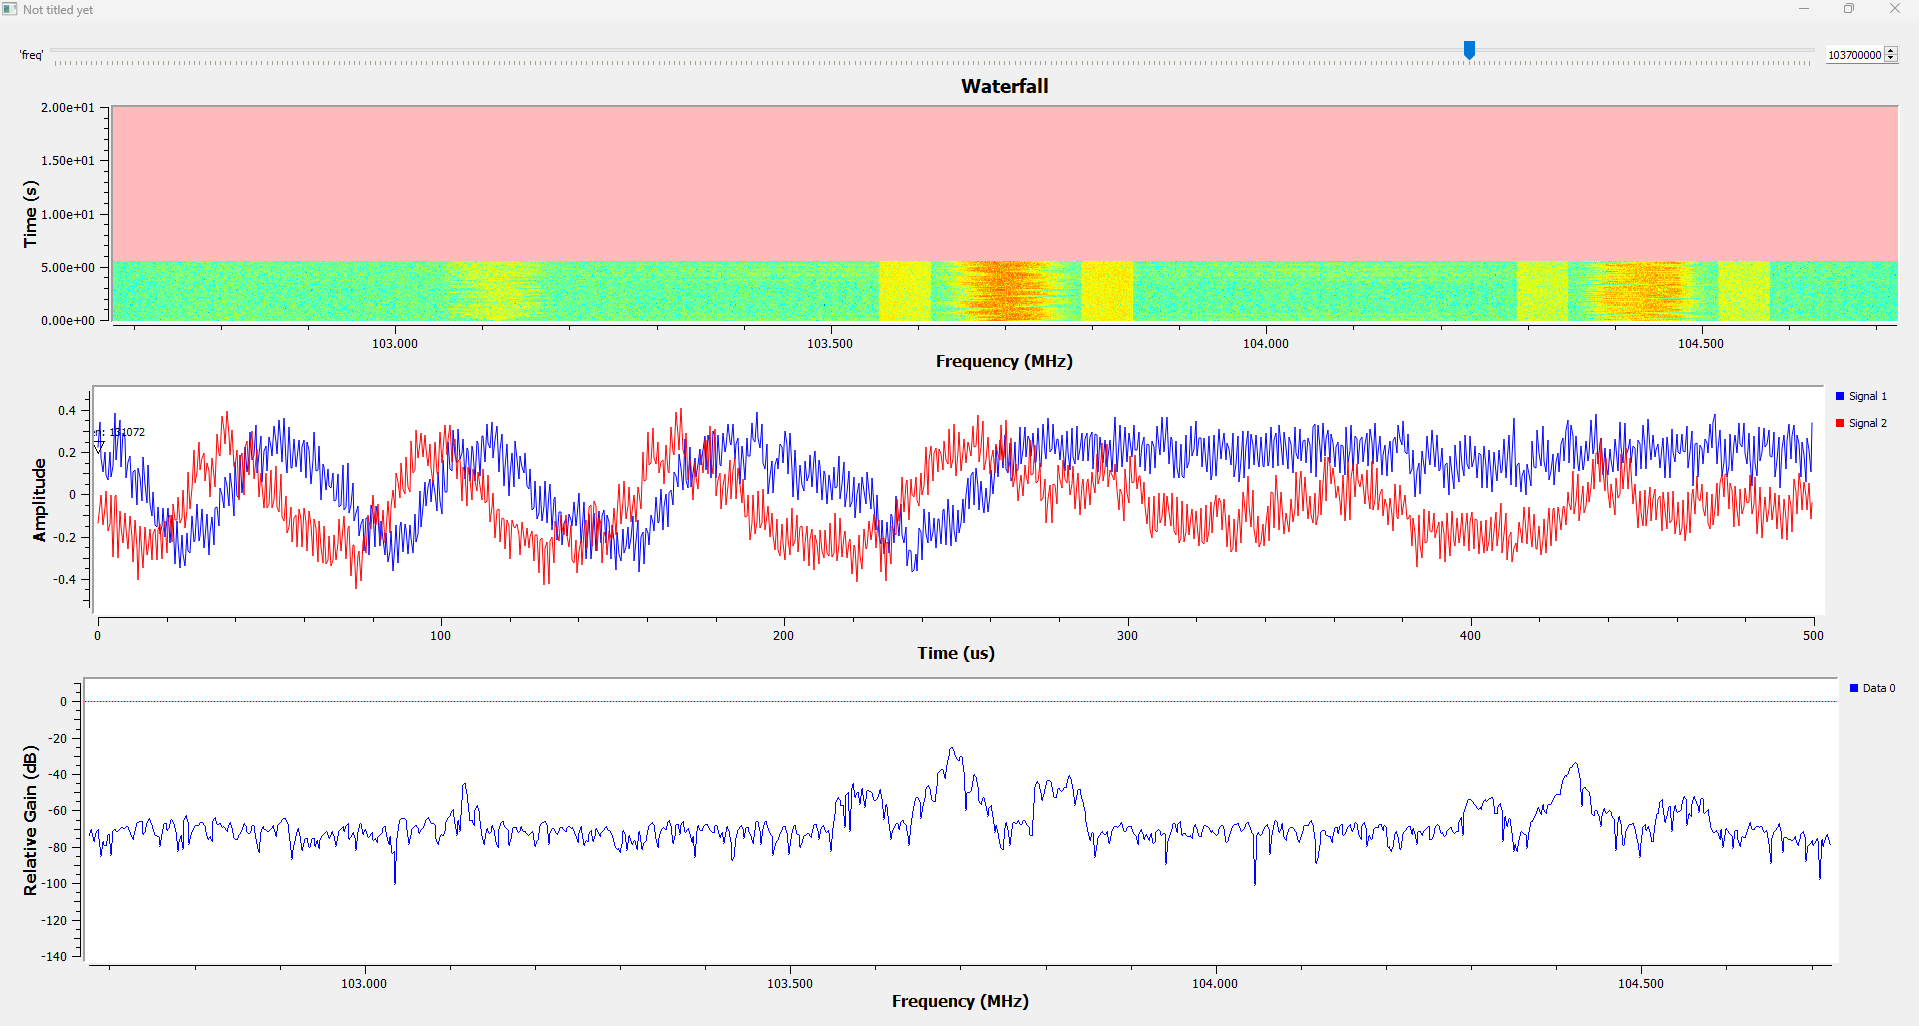 Not titled yet
'freq'
103700000
Waterfall
2.00e+01
1.50e+01
1.00e+01
5.00e+00
0.00e+00
Time (s)
103.000 103.500 104.000 104.500
Frequency (MHz)
0.4
0.2
0
-0.2
-0.4
Amplitude
131072
Signal 1
Signal 2
0 100 200 300 400 500
Time (us)
0
-20
-40
-60
-80
-100
-120
-140
Relative Gain (dB)
Data 0
103.000 103.500 104.000 104.500
Frequency (MHz)